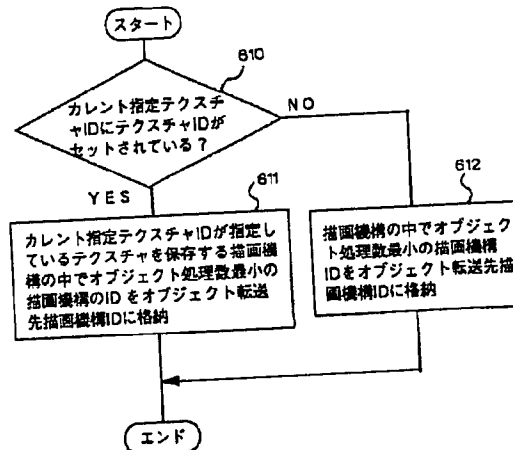 スタート
610
カレント指定テクスチ
ャIDにテクスチャIDが
セットされている？
NO
YES
611
カレント指定テクスチャIDが指定し
ているテクスチャを保存する描画機
構の中でオブジェクト処理数最小の
描画機構のIDをオブジェクト転送
先描画機構IDに格納
612
描画機構の中でオブジェク
ト処理数最小の描画機構
IDをオブジェクト転送先描
画機構IDに格納
エンド